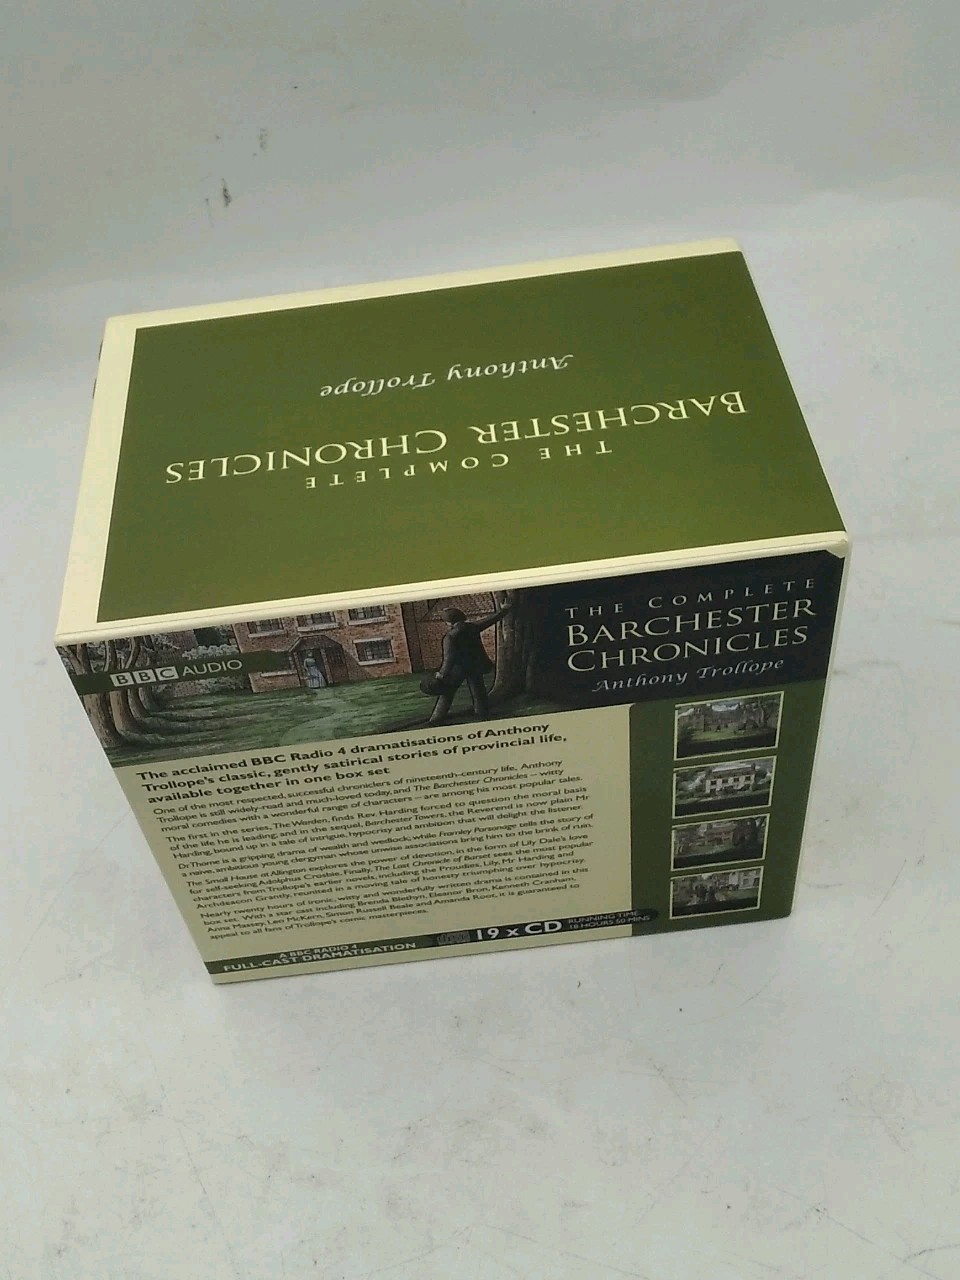 THE COMPLETE
BARCHESTER CHRONICLES
Anthony Trollope
BBC AUDIO
THE COMPLETE
BARCHESTER
CHRONICLES
Anthony Trollope
The acclaimed BBC Radio 4 dramatisations of Anthony
Trollope's classic, gently satirical stories of provincial life,
available together in one box set
One of the most respected, successful chroniclers of nineteenth-century life, Anthony
Trollope is still widely-read and much-loved today, and The Barchester Chronicles – witty
moral comedies with a wonderful range of characters – are among his most popular tales.
The first in the series, The Warden, finds Rev. Harding forced to question the moral basis
of the life he is leading, and in the sequel, Barchester Towers, the Reverend is now plain Mr
Harding, bound up in a tale of intrigue, hypocrisy and ambition that will delight the listener.
Dr Thorne is a gripping drama of wealth and wedlock, while Framley Parsonage tells the story of
a naive, ambitious young clergyman whose unwise associations bring him to the brink of ruin.
The Small House at Allington explores the power of devotion, in the form of Lily Dale's love
for self-seeking Adolphus Crosbie. Finally, The Last Chronicle of Barset sees the most popular
characters from Trollope's earlier novels, including the Proudies, Lily, Mr Harding and
Archdeacon Grantly, reunited in a moving tale of honesty triumphing over hypocrisy.
Nearly twenty hours of ironic, witty and wonderfully written drama is contained in this
box set. With a star cast including Brenda Blethyn, Eleanor Bron, Kenneth Cranham,
Anna Massey, Leo McKern, Simon Russell Beale and Amanda Root, it is guaranteed to
appeal to all fans of Trollope's comic masterpieces.
A BBC RADIO 4
FULL-CAST DRAMATISATION
19 x CD
RUNNING TIME:
18 HOURS 50 MINS